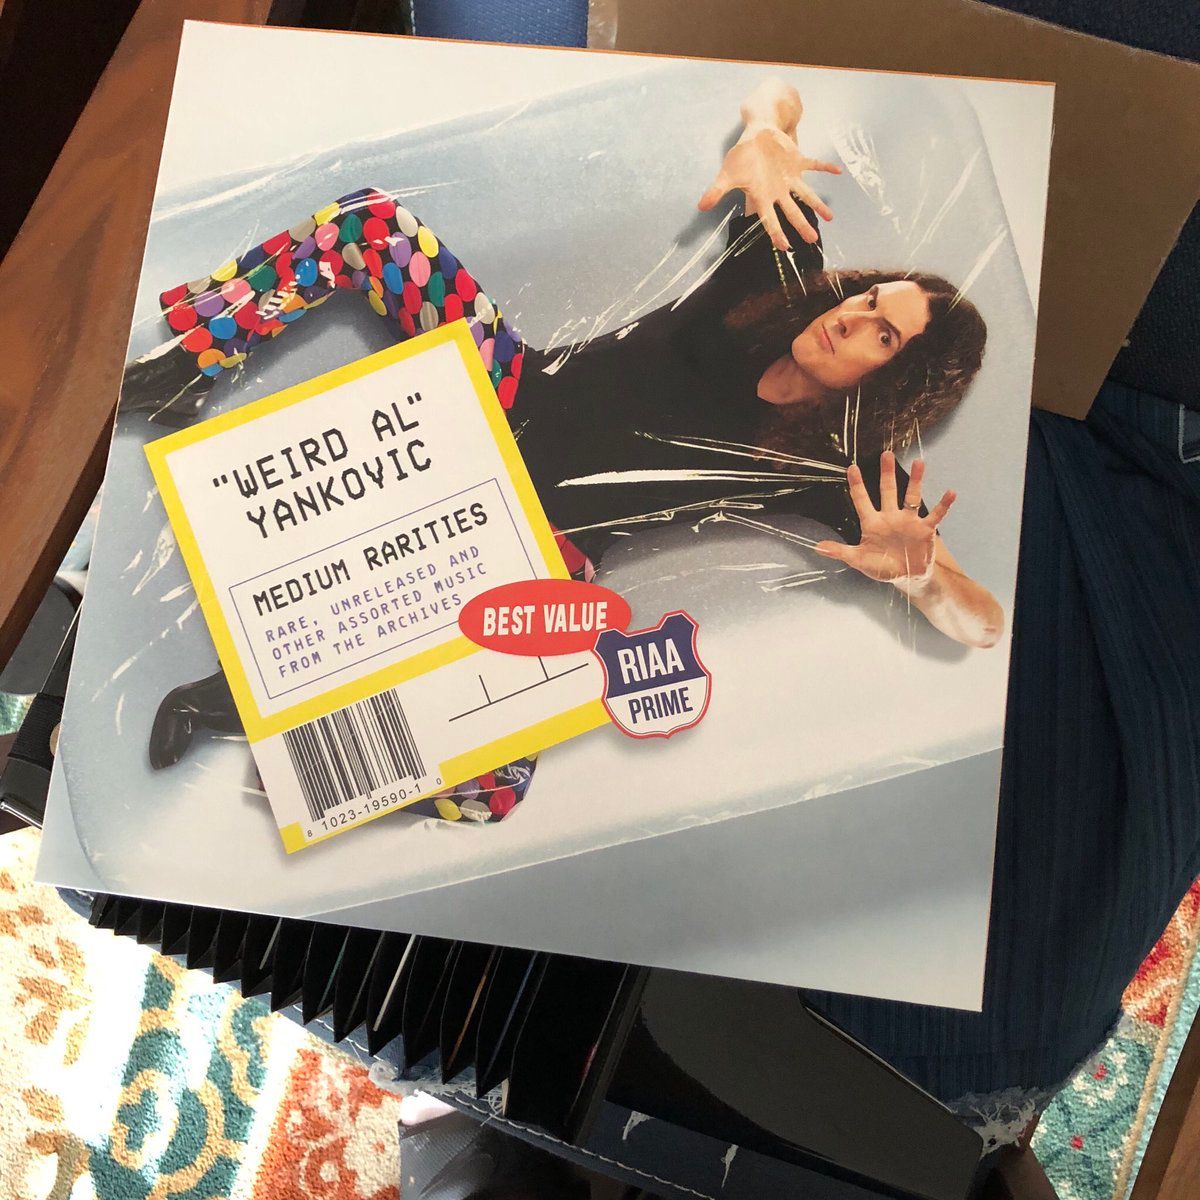 "WEIRD AL"
YANKOVIC
MEDIUM RARITIES
RARE, UNRELEASED AND
OTHER ASSORTED MUSIC
FROM THE ARCHIVES
BEST VALUE
RIAA
PRIME
8 1023-19590-1 0